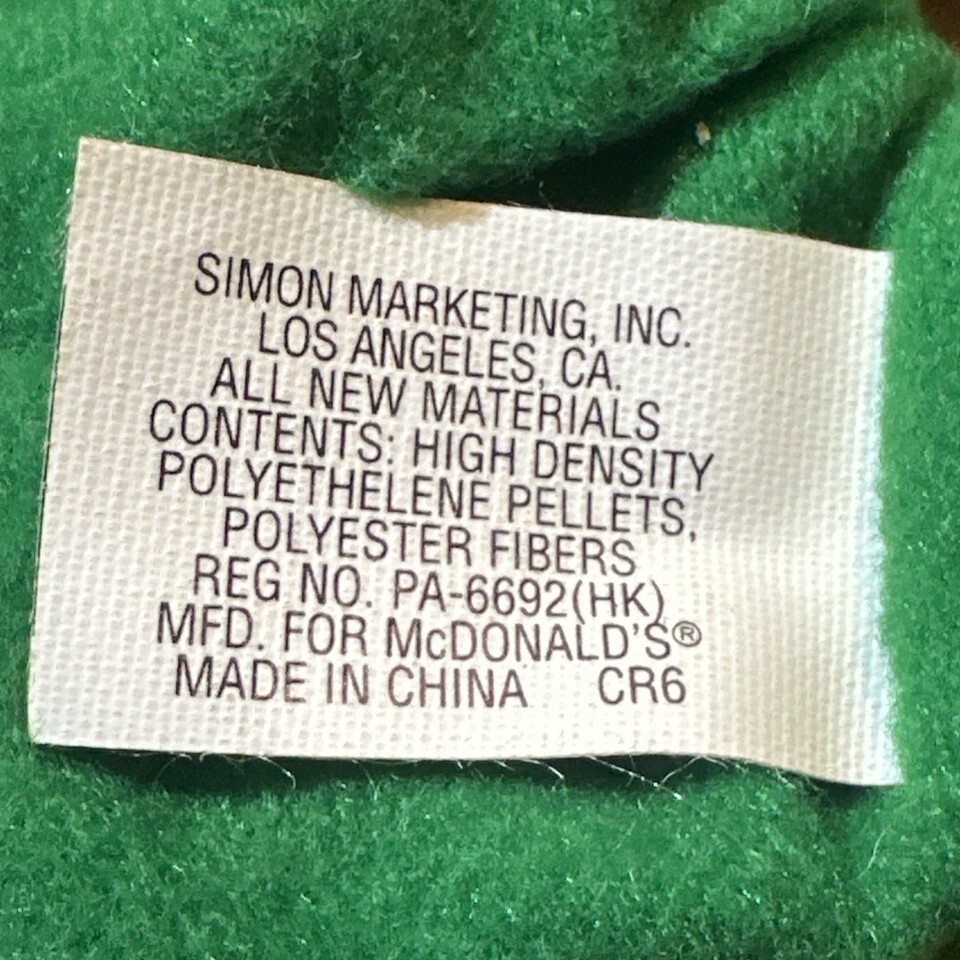 SIMON MARKETING, INC.
LOS ANGELES, CA.
ALL NEW MATERIALS
CONTENTS: HIGH DENSITY
POLYETHELENE PELLETS,
POLYESTER FIBERS
REG NO. PA-6692(HK)
MFD. FOR McDONALD'S®
MADE IN CHINA CR6